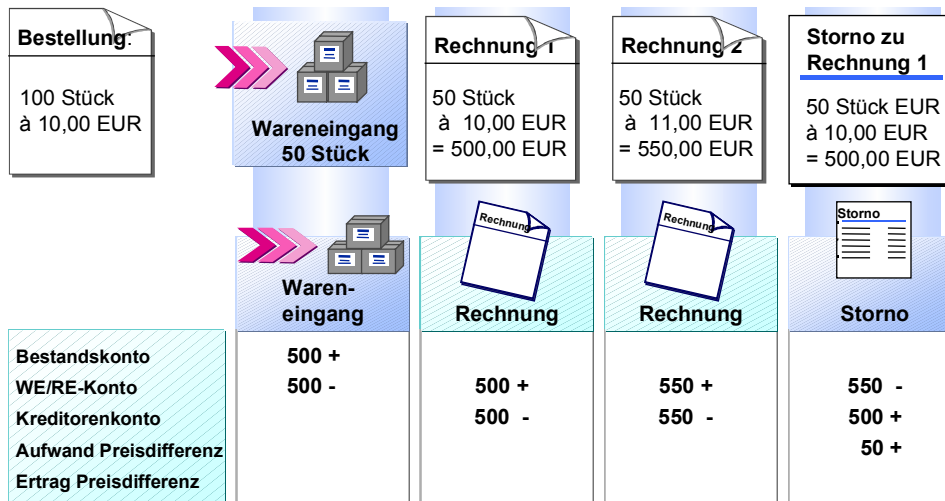 Bestellung:
100 Stück
à 10,00 EUR
Wareneingang
50 Stück
Rechnung 1
50 Stück
à 10,00 EUR
= 500,00 EUR
Rechnung 2
50 Stück
à 11,00 EUR
= 550,00 EUR
Storno zu
Rechnung 1
50 Stück EUR
à 10,00 EUR
= 500,00 EUR
Waren-
eingang
Rechnung
Rechnung
Rechnung
Rechnung
Storno
Storno
Bestandskonto 500 +
WE/RE-Konto 500 - 500 + 550 + 550 -
Kreditorenkonto 500 - 550 - 500 +
Aufwand Preisdifferenz 50 +
Ertrag Preisdifferenz